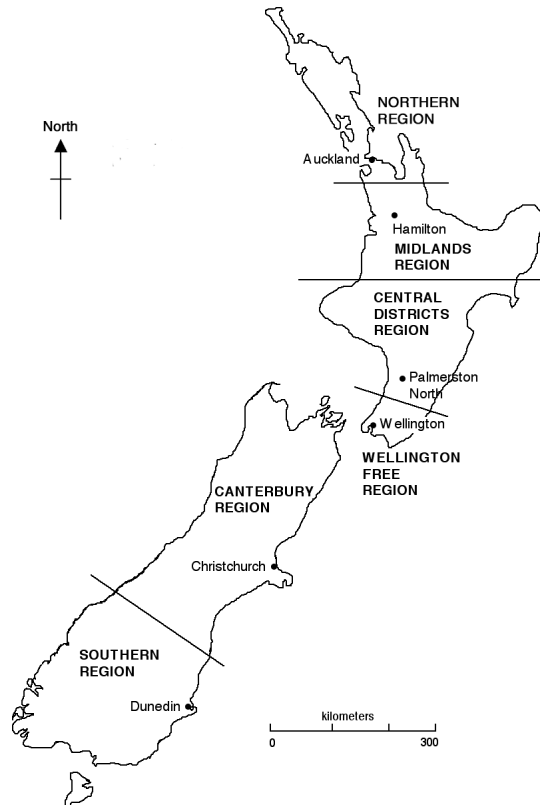 NORTHERN
REGION
North
Auckland
Hamilton
MIDLANDS
REGION
CENTRAL
DISTRICTS
REGION
Palmerston
North
Wellington
WELLINGTON
FREE
REGION
CANTERBURY
REGION
Christchurch
SOUTHERN
REGION
Dunedin
kilometers
0 300